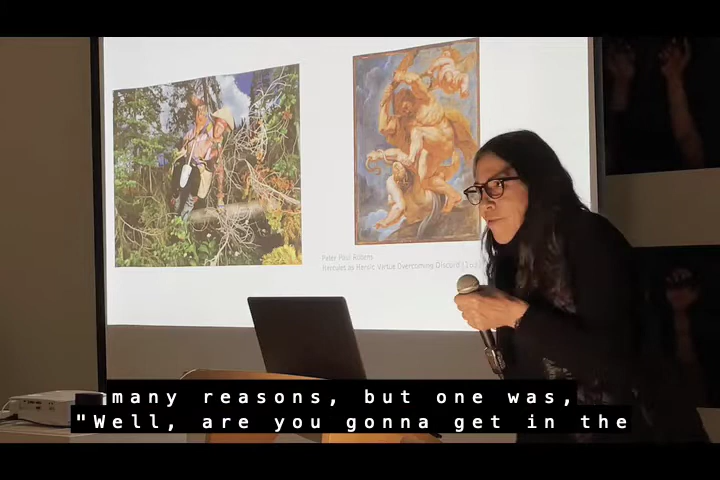 Peter Paul Rubens
Hercules as Heroic Virtue Overcoming Discord
many reasons, but one was,
"Well, are you gonna get in the